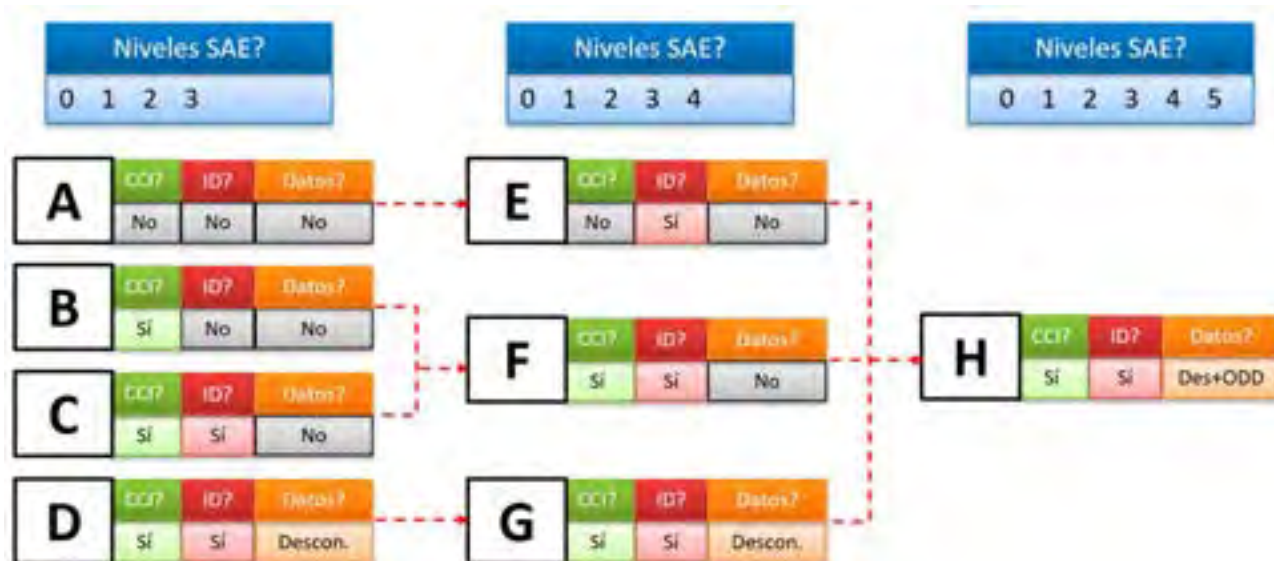 Niveles SAE?
0 1 2 3
Niveles SAE?
0 1 2 3 4
Niveles SAE?
0 1 2 3 4 5
A
CCI? ID? Datos?
No No No
B
CCI? ID? Datos?
Sí No No
C
CCI? ID? Datos?
Sí Sí No
D
CCI? ID? Datos?
Sí Sí Descon.
E
CCI? ID? Datos?
No Sí No
F
CCI? ID? Datos?
Sí Sí No
G
CCI? ID? Datos?
Sí Sí Descon.
H
CCI? ID? Datos?
Sí Sí Des+ODD